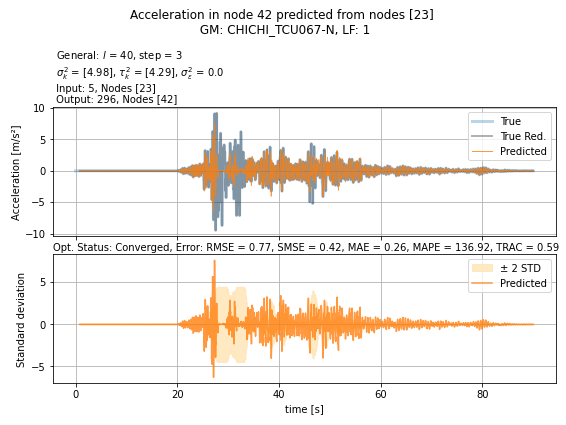 Acceleration in node 42 predicted from nodes [23]
GM: CHICHI_TCU067-N, LF: 1
General: l = 40, step = 3
σ²ₖ = [4.98], τ²ₖ = [4.29], σ²ε = 0.0
Input: 5, Nodes [23]
Output: 296, Nodes [42]
Acceleration [m/s²]
10
5
0
−5
−10
True
True Red.
Predicted
Opt. Status: Converged, Error: RMSE = 0.77, SMSE = 0.42, MAE = 0.26, MAPE = 136.92, TRAC = 0.59
Standard deviation
5
0
−5
± 2 STD
Predicted
0 20 40 60 80
time [s]